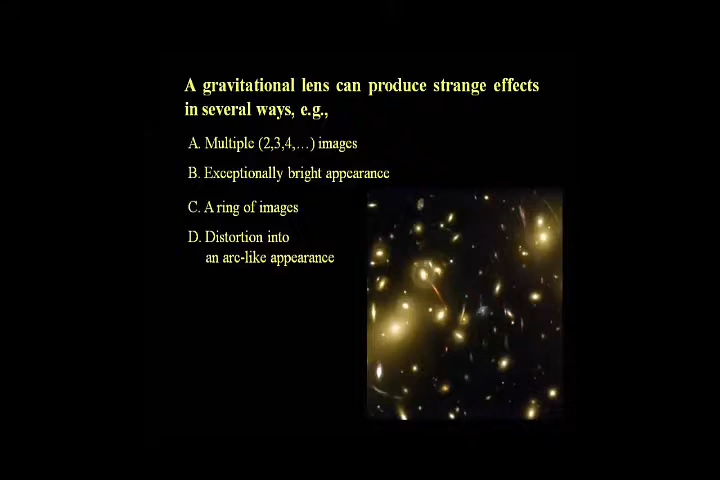 A gravitational lens can produce strange effects
in several ways, e.g.,
A. Multiple (2,3,4,…) images
B. Exceptionally bright appearance
C. A ring of images
D. Distortion into
an arc-like appearance